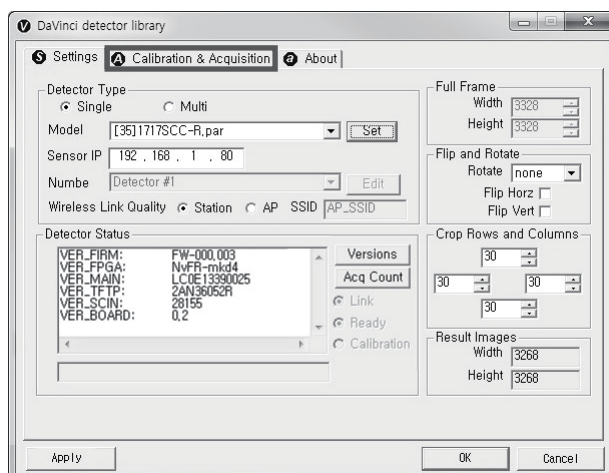 DaVinci detector library
Settings
Calibration & Acquisition
About
Detector Type
Single
Multi
Model
[35]1717SCC-R,par
Set
Sensor IP
192 . 168 . 1 . 80
Numbe
Detector #1
Edit
Wireless Link Quality
Station
AP
SSID
AP_SSID
Detector Status
VER_FIRM: FW-000,003
VER_FPGA: NvFR-mkd4
VER_MAIN: LC0E13390025
VER_TFTP: 2AN36052R
VER_SCIN: 28155
VER_BOARD: 0,2
Versions
Acq Count
Link
Ready
Calibration
Full Frame
Width 3328
Height 3328
Flip and Rotate
Rotate none
Flip Horz
Flip Vert
Crop Rows and Columns
30
30
30
30
Result Images
Width 3268
Height 3268
Apply
OK
Cancel